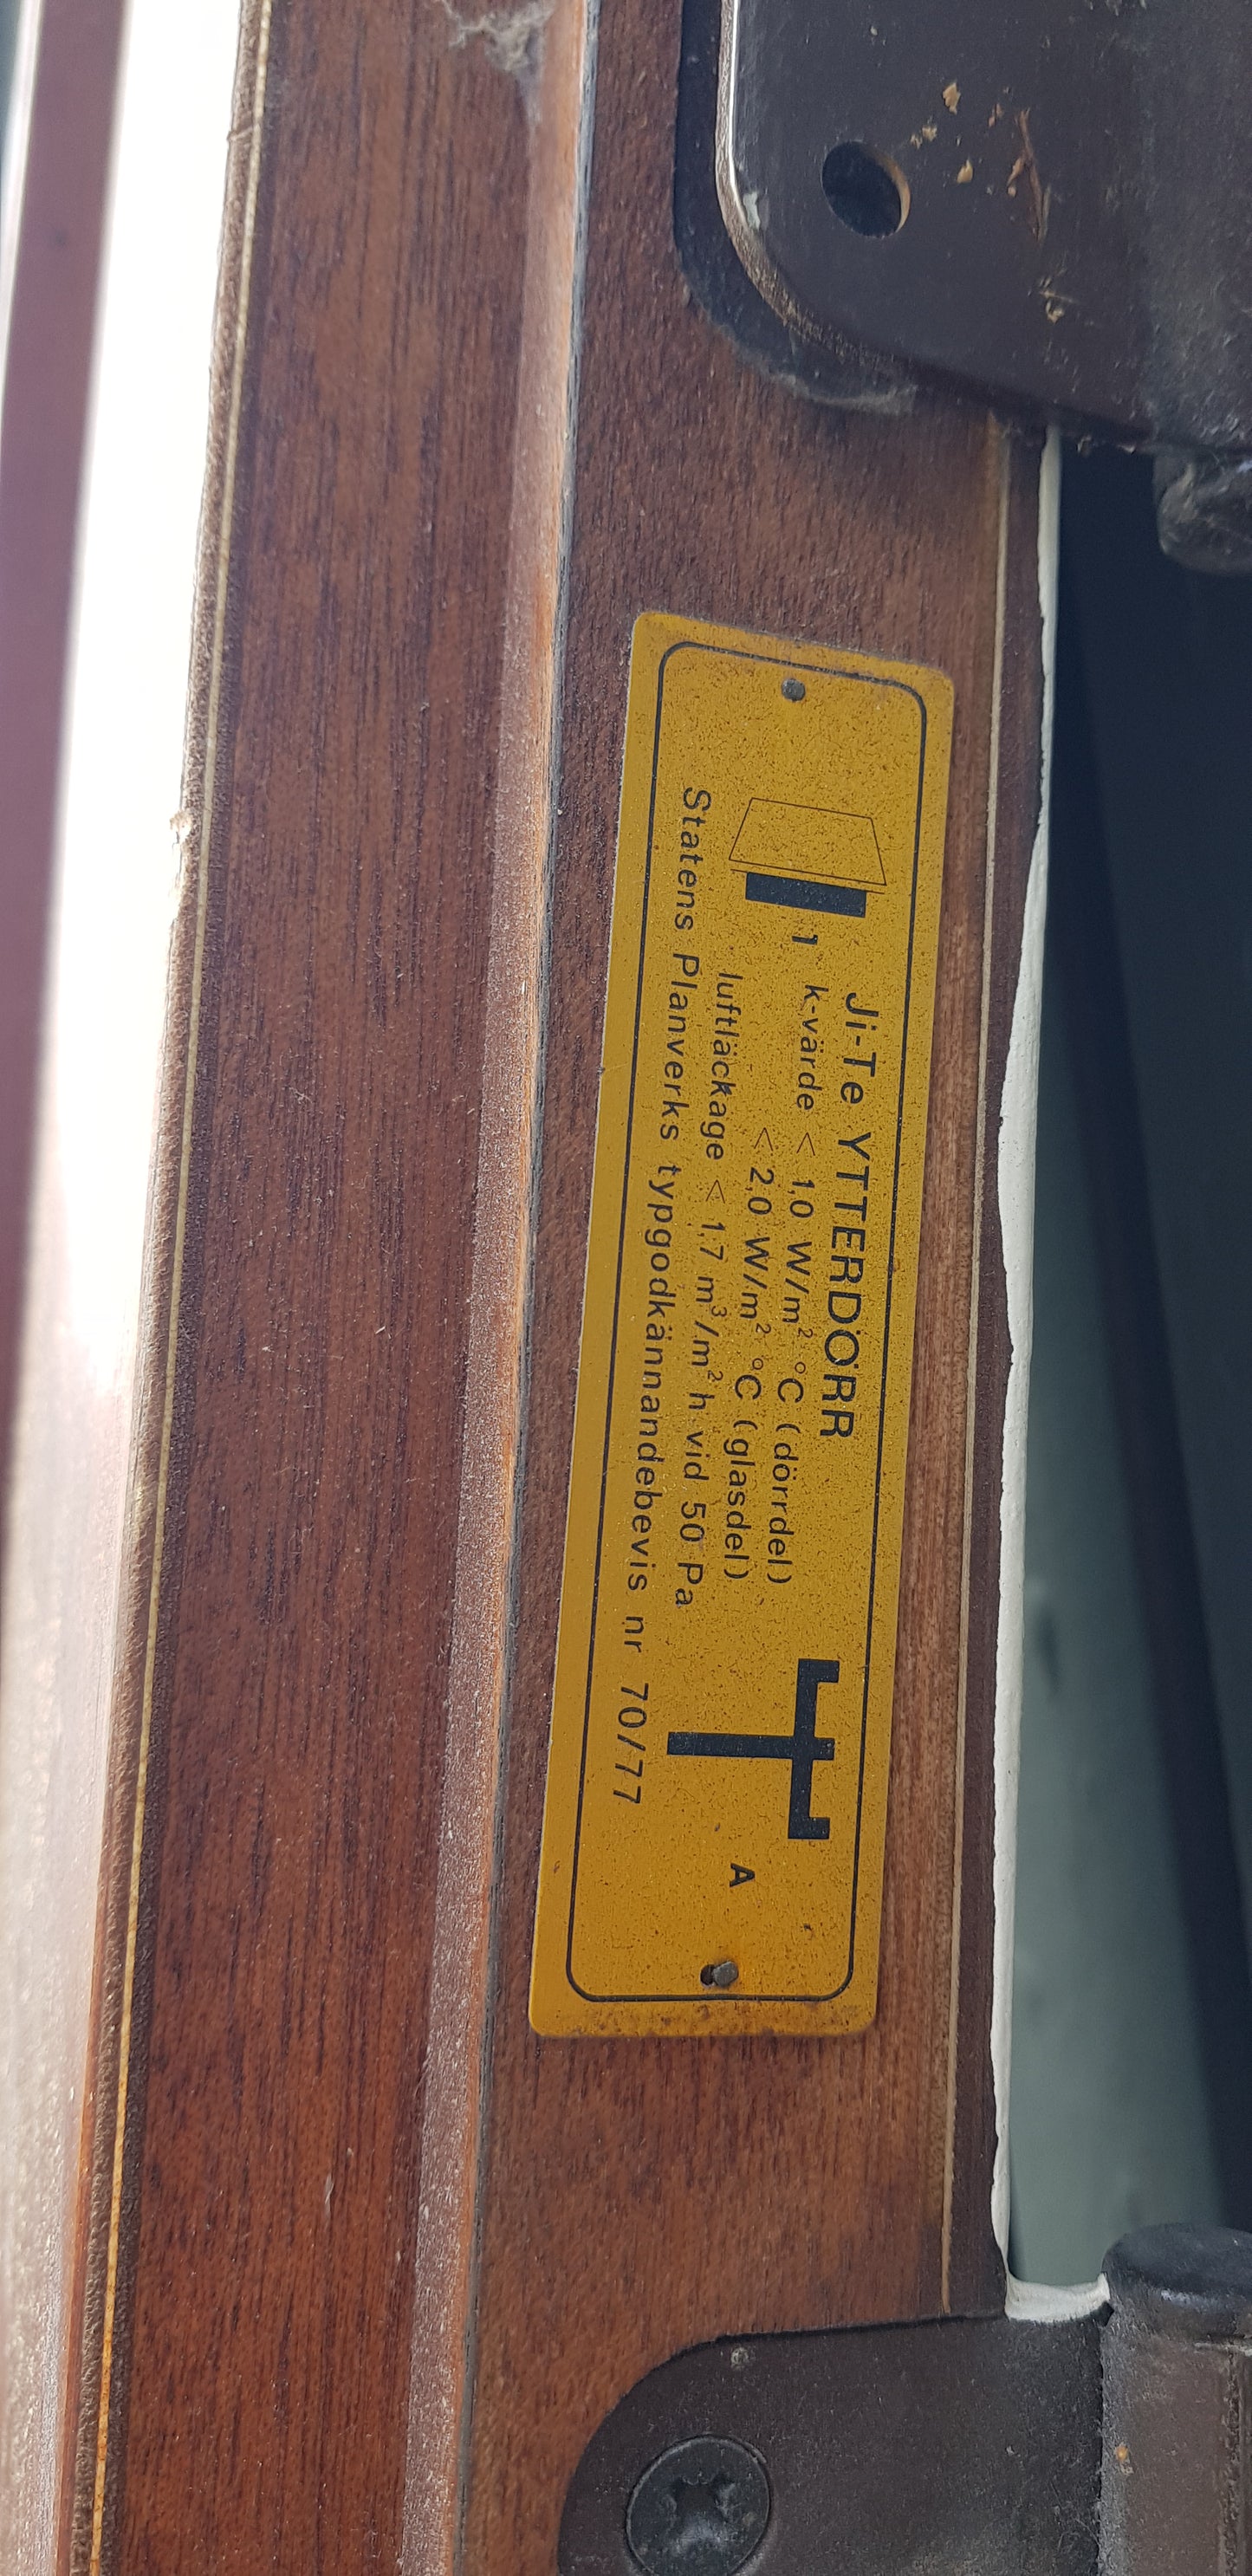 Ji-Te YTTERDÖRR
1 k-värde < 1,0 W/m² °C (dörrdel)
< 2,0 W/m² °C (glasdel)
luftläckage < 1,7 m³/m² h vid 50 Pa
Statens Planverks typgodkännandebevis nr 70/77
A